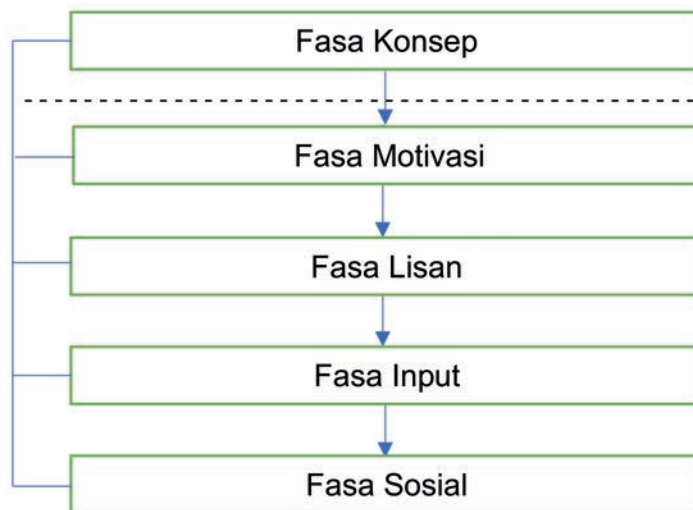 Fasa Konsep
Fasa Motivasi
Fasa Lisan
Fasa Input
Fasa Sosial